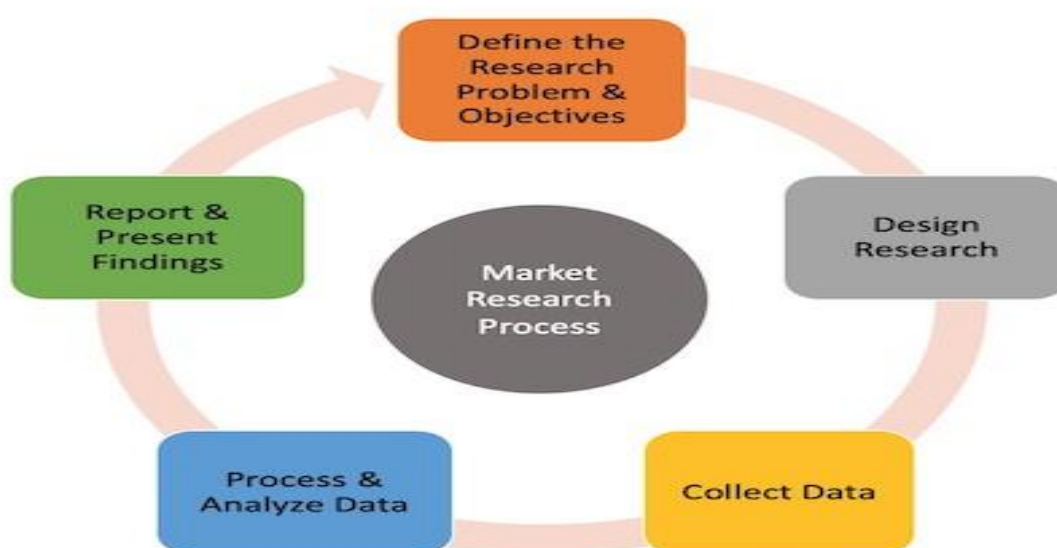 Define the
Research
Problem &
Objectives
Design
Research
Collect Data
Process &
Analyze Data
Report &
Present
Findings
Market
Research
Process